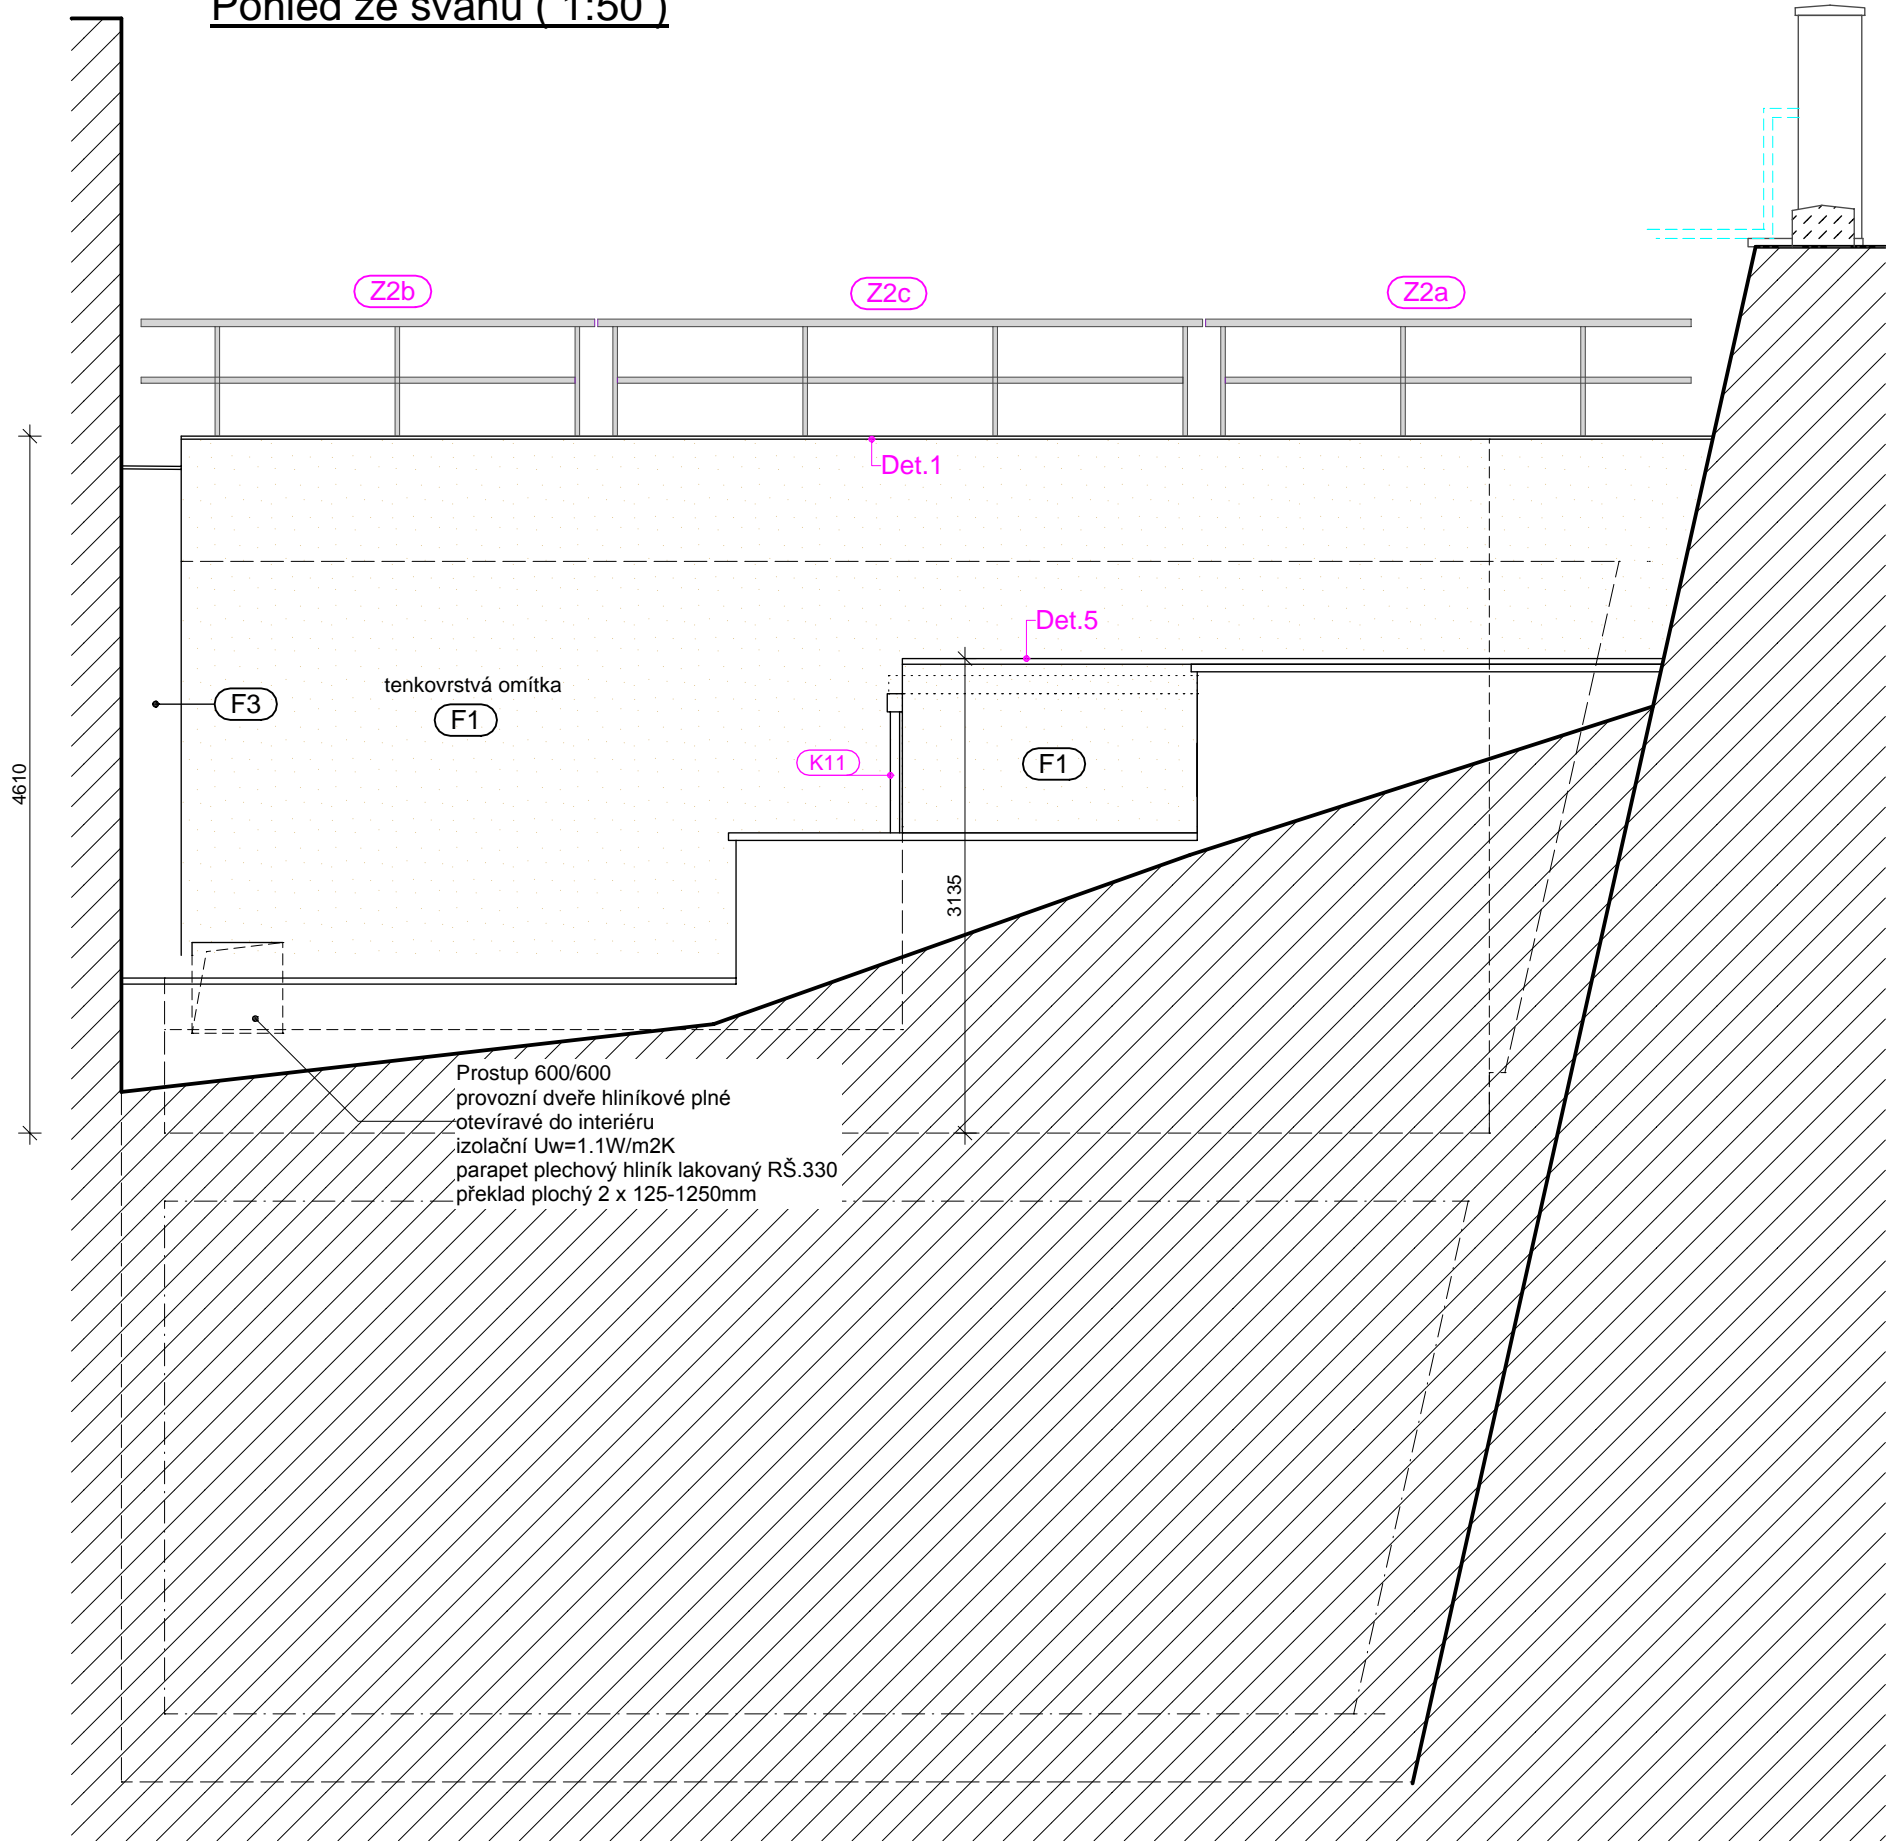 Pohled ze svahu ( 1:50 )
Z2b
Z2c
Z2a
Det.1
Det.5
tenkovrstvá omítka
F3
F1
K11
F1
4610
3135
Prostup 600/600
provozní dveře hliníkové plné
otevíravé do interiéru
izolační Uw=1.1W/m2K
parapet plechový hliník lakovaný RŠ.330
překlad plochý 2 x 125-1250mm